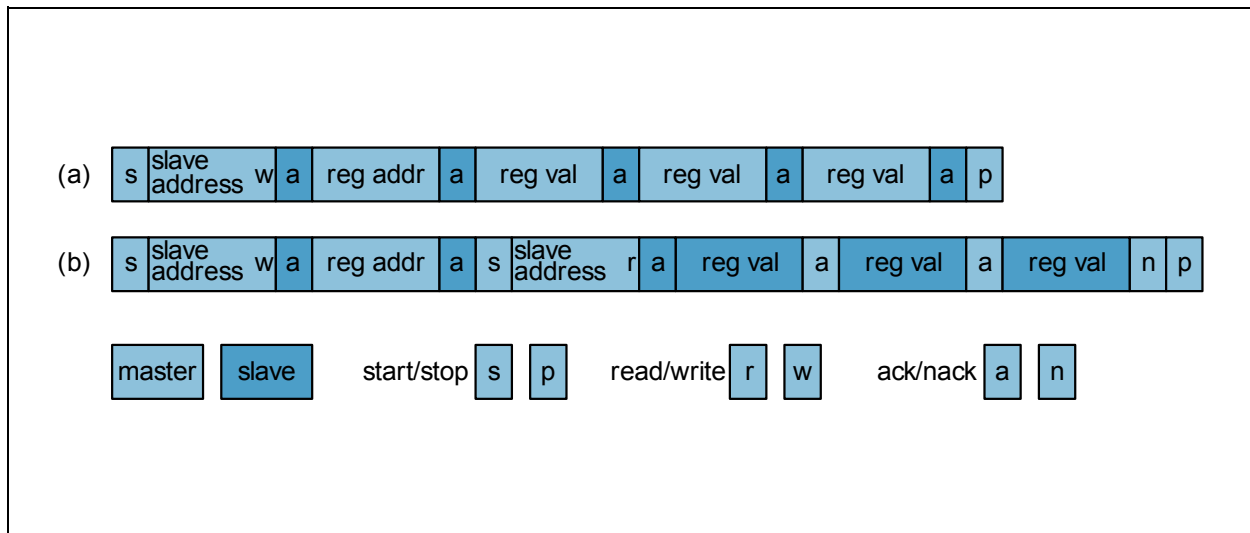 (a) s slave address w a reg addr a reg val a reg val a reg val a p
(b) s slave address w a reg addr a s slave address r a reg val a reg val a reg val n p
master slave start/stop s p read/write r w ack/nack a n